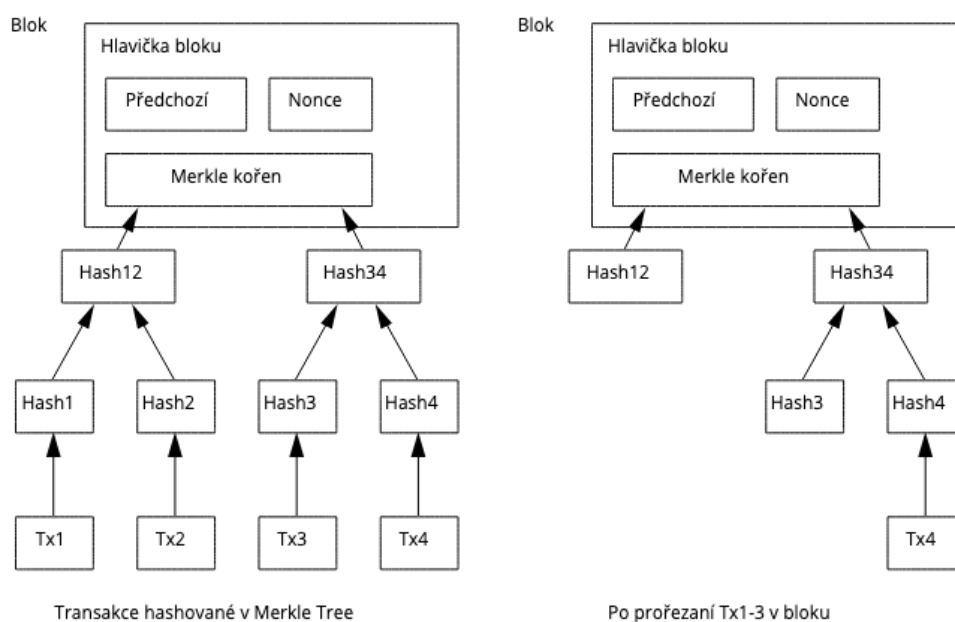 Blok
Hlavička bloku
Předchozí
Nonce
Merkle kořen
Hash12
Hash34
Hash1
Hash2
Hash3
Hash4
Tx1
Tx2
Tx3
Tx4
Transakce hashované v Merkle Tree
Blok
Hlavička bloku
Předchozí
Nonce
Merkle kořen
Hash12
Hash34
Hash3
Hash4
Tx4
Po prořezaní Tx1-3 v bloku